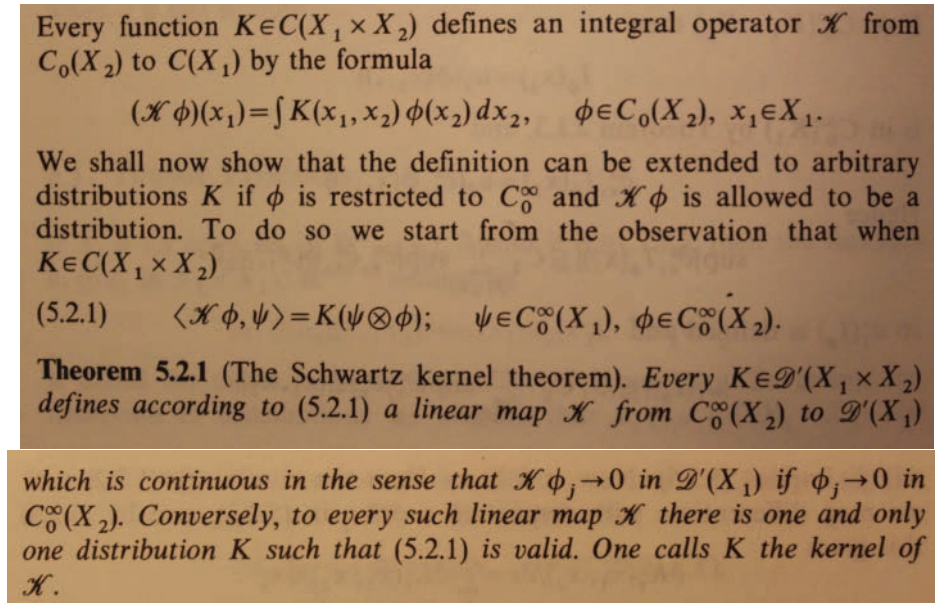 Every function K∈C(X₁×X₂) defines an integral operator 𝒦 from
C₀(X₂) to C(X₁) by the formula
(𝒦ϕ)(x₁)=∫K(x₁,x₂)ϕ(x₂)dx₂, ϕ∈C₀(X₂), x₁∈X₁.
We shall now show that the definition can be extended to arbitrary
distributions K if ϕ is restricted to C₀^∞ and 𝒦ϕ is allowed to be a
distribution. To do so we start from the observation that when
K∈C(X₁×X₂)
(5.2.1) ⟨𝒦ϕ,ψ⟩=K(ψ⊗ϕ); ψ∈C₀^∞(X₁), ϕ∈C₀^∞(X₂).
Theorem 5.2.1 (The Schwartz kernel theorem). Every K∈𝒟′(X₁×X₂)
defines according to (5.2.1) a linear map 𝒦 from C₀^∞(X₂) to 𝒟′(X₁)
which is continuous in the sense that 𝒦ϕⱼ→0 in 𝒟′(X₁) if ϕⱼ→0 in
C₀^∞(X₂). Conversely, to every such linear map 𝒦 there is one and only
one distribution K such that (5.2.1) is valid. One calls K the kernel of
𝒦.